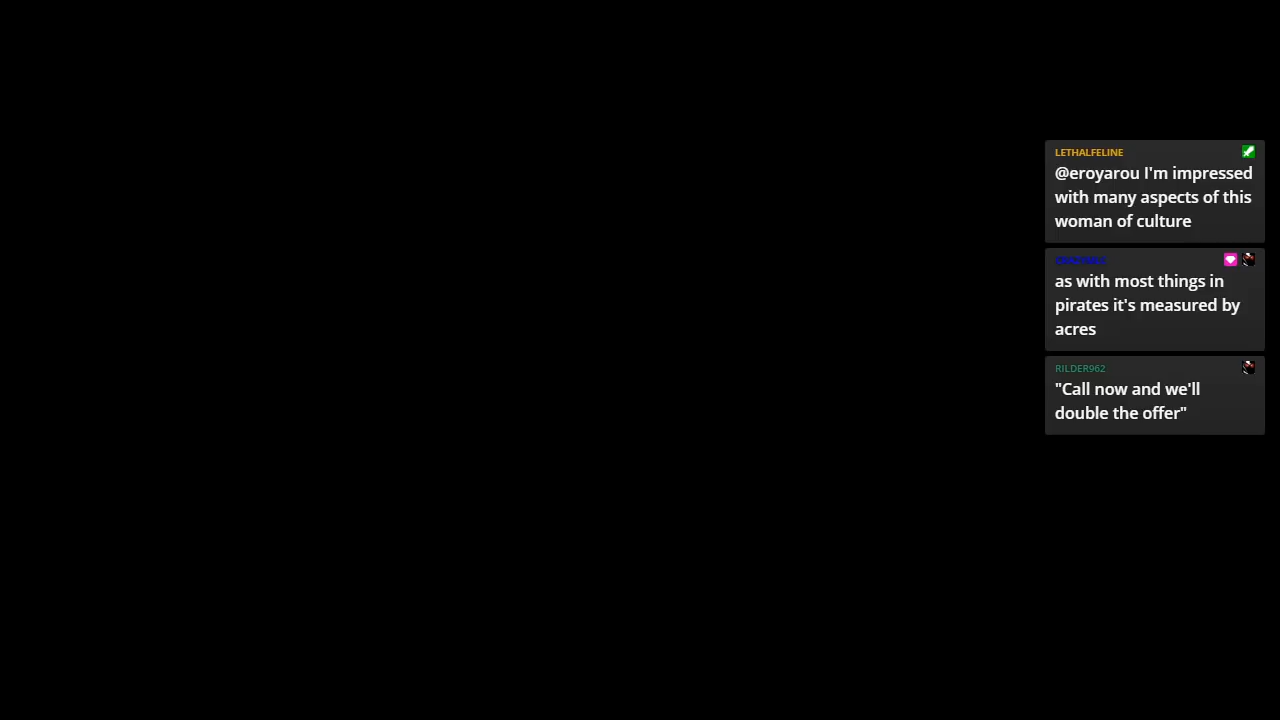 LETHALFELINE
@eroyarou I'm impressed
with many aspects of this
woman of culture
as with most things in
pirates it's measured by
acres
RILDER962
"Call now and we'll
double the offer"